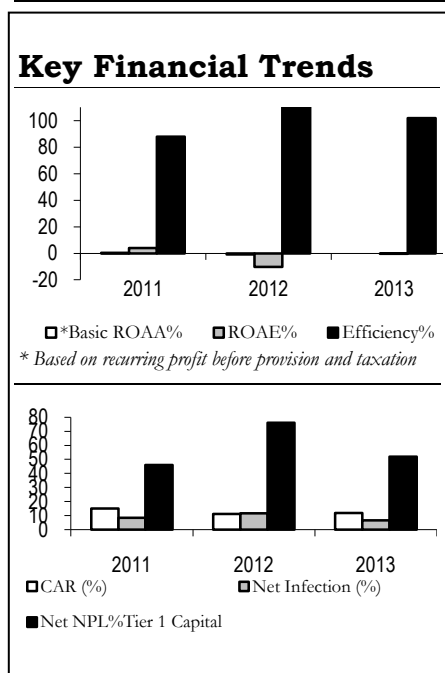 Key Financial Trends
100
80
60
40
20
0
-20
2011 2012 2013
*Basic ROAA% ROAE% Efficiency%
* Based on recurring profit before provision and taxation
80
70
60
50
40
30
20
10
0
2011 2012 2013
CAR (%) Net Infection (%)
Net NPL%Tier 1 Capital